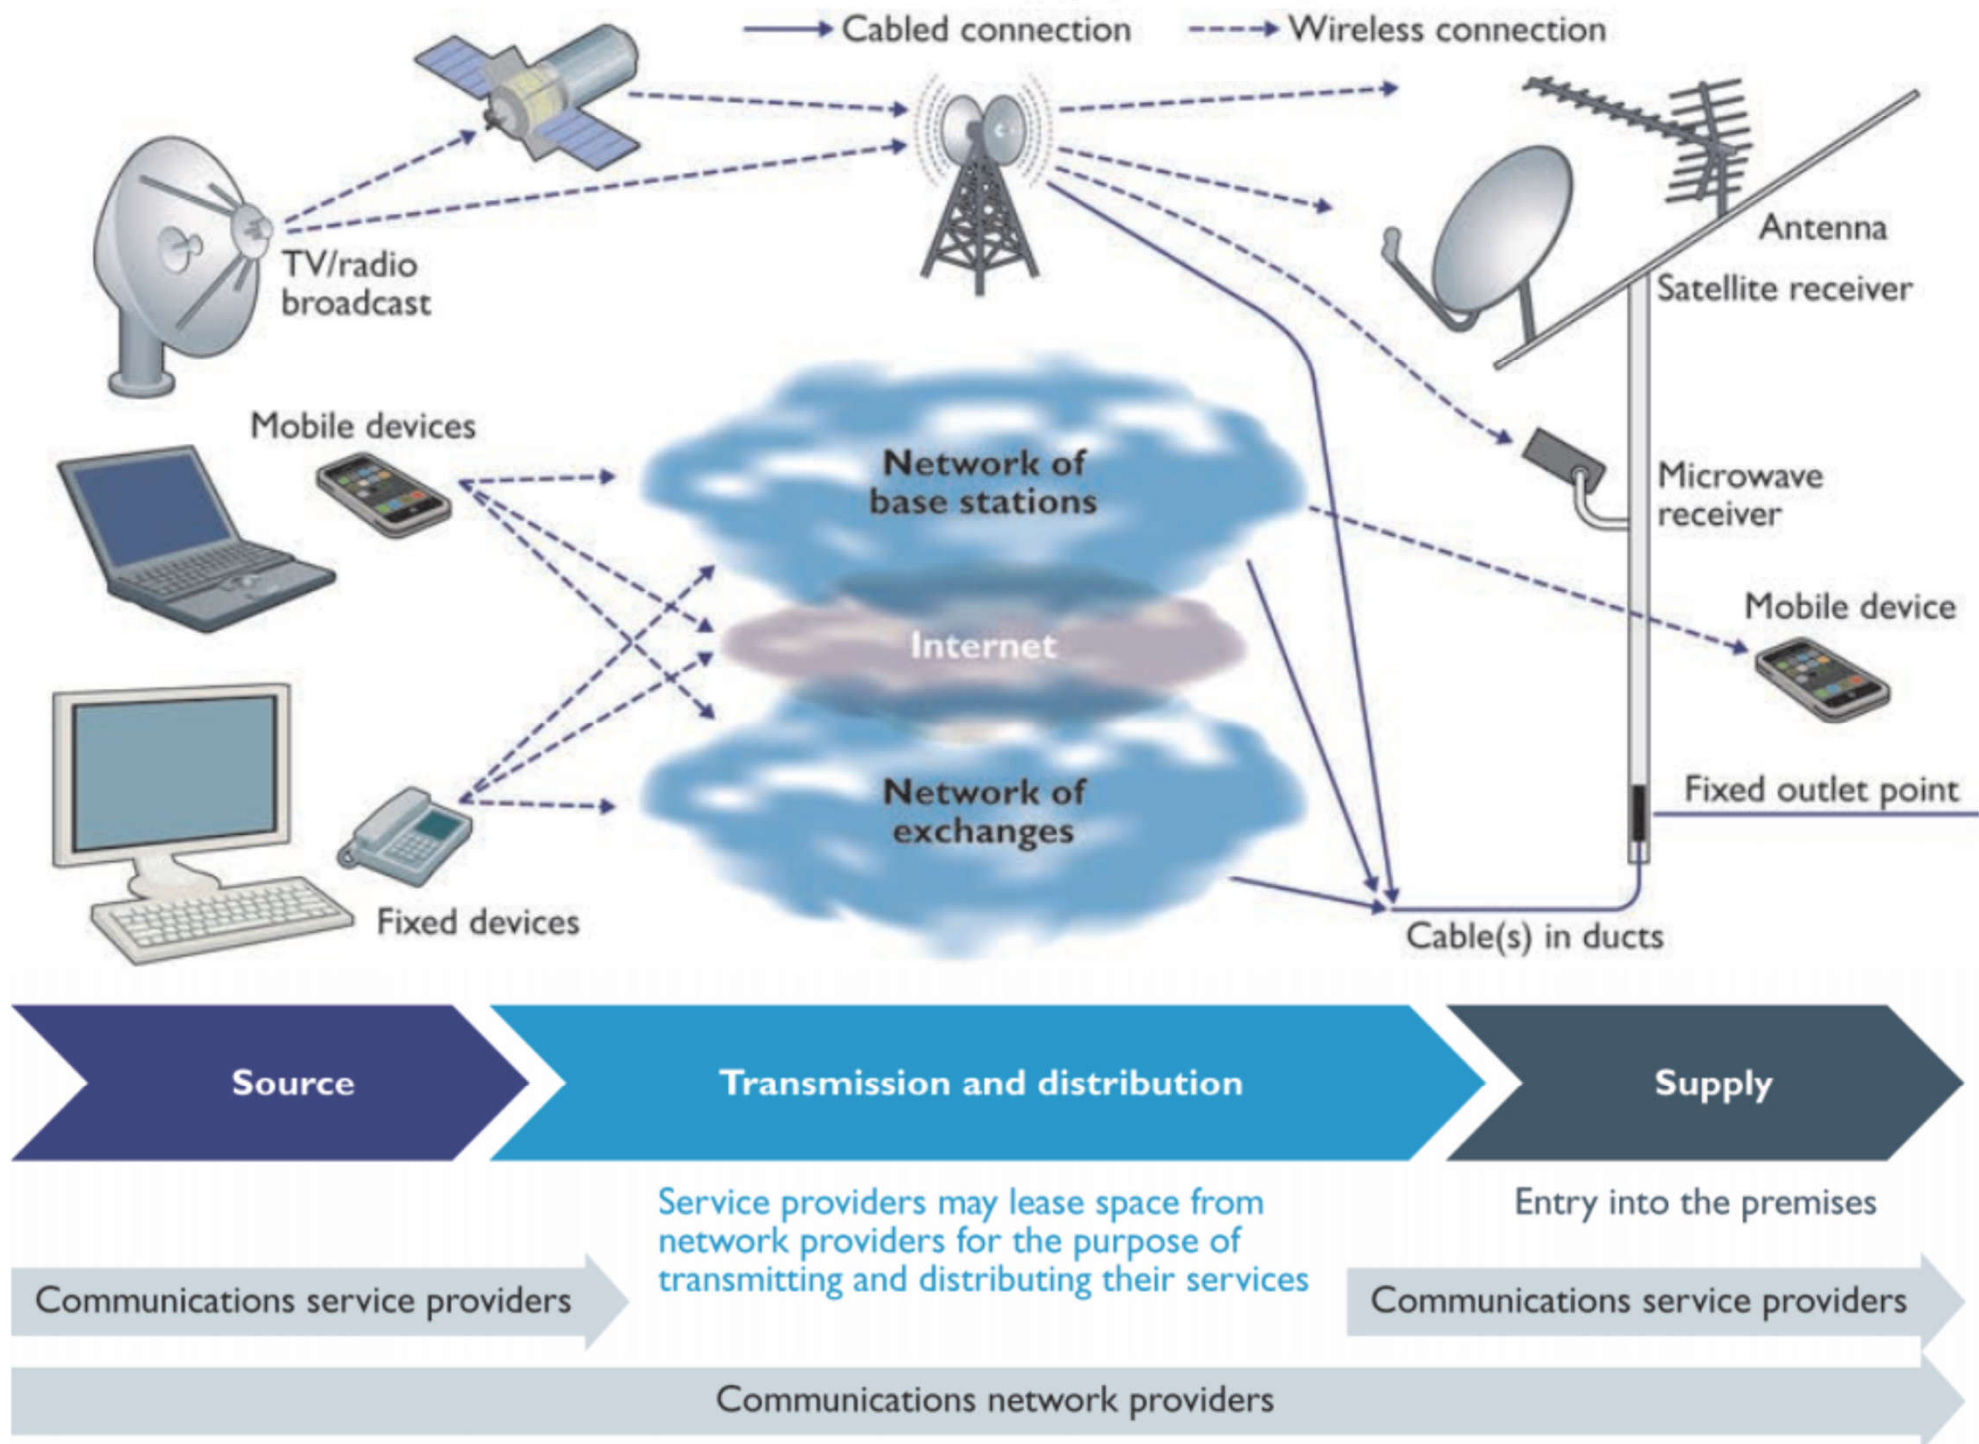 Cabled connection
Wireless connection
TV/radio
broadcast
Antenna
Satellite receiver
Mobile devices
Network of
base stations
Microwave
receiver
Internet
Mobile device
Network of
exchanges
Fixed outlet point
Fixed devices
Cable(s) in ducts
Source
Transmission and distribution
Supply
Service providers may lease space from
network providers for the purpose of
transmitting and distributing their services
Entry into the premises
Communications service providers
Communications service providers
Communications network providers